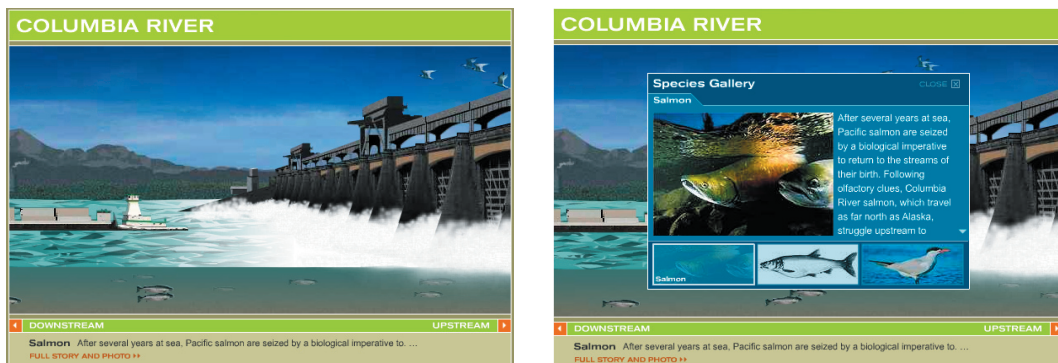 COLUMBIA RIVER
DOWNSTREAM
UPSTREAM
Salmon After several years at sea, Pacific salmon are seized by a biological imperative to. ...
FULL STORY AND PHOTO
COLUMBIA RIVER
Species Gallery
CLOSE
Salmon
After several years at sea,
Pacific salmon are seized
by a biological imperative
to return to the streams of
their birth. Following
olfactory clues, Columbia
River salmon, which travel
as far north as Alaska,
struggle upstream to
Salmon
DOWNSTREAM
UPSTREAM
Salmon After several years at sea, Pacific salmon are seized by a biological imperative to. ...
FULL STORY AND PHOTO